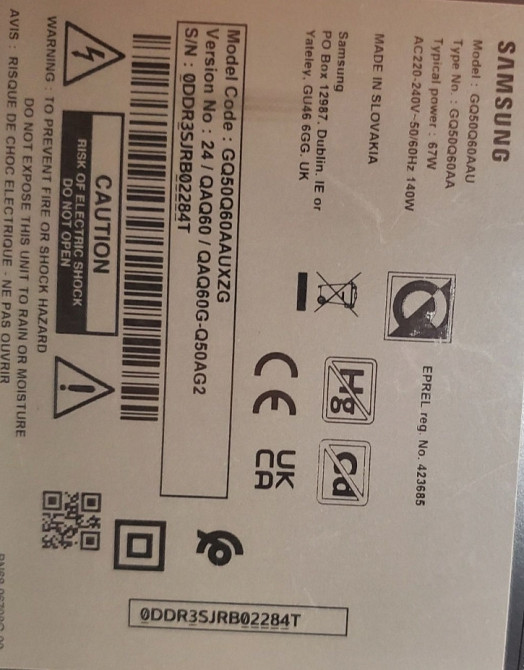 SAMSUNG
Model : GQ50Q60AAU
Type No. : GQ50Q60AA
Typical power : 67W
AC220-240V~50/60Hz 140W
EPREL reg. No. 423685
MADE IN SLOVAKIA
Hg
Cd
Samsung
PO Box 12987. Dublin. IE or
Yateley. GU46 6GG. UK
CE
UK
CA
Model Code : GQ50Q60AAUXZG
Version No : 24 / QAQ60 / QAQ60G-Q50AG2
S/N : 0DDR3SJRB02284T
0DDR3SJRB02284T
CAUTION
RISK OF ELECTRIC SHOCK
DO NOT OPEN
WARNING : TO PREVENT FIRE OR SHOCK HAZARD
DO NOT EXPOSE THIS UNIT TO RAIN OR MOISTURE
AVIS : RISQUE DE CHOC ELECTRIQUE - NE PAS OUVRIR